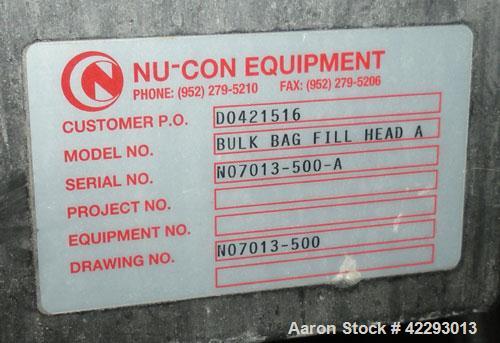 NU-CON EQUIPMENT
PHONE: (952) 279-5210 FAX: (952) 279-5206
CUSTOMER P.O. D0421516
MODEL NO. BULK BAG FILL HEAD A
SERIAL NO. N07013-500-A
PROJECT NO.
EQUIPMENT NO. N07013-500
DRAWING NO.
Aaron Stock # 42293013